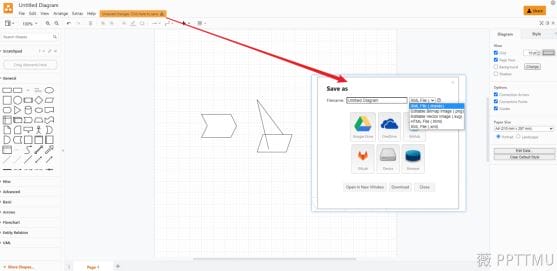 Untitled Diagram
File Edit View Arrange Extras Help
Unsaved changes. Click here to save.
Share
100%
Search Shapes
Scratchpad
Drag elements here
General
Misc
Advanced
Basic
Arrows
Flowchart
Entity Relation
UML
+ More Shapes...
Page-1
Save as
Filename: Untitled Diagram
XML File (.drawio)
XML File (.drawio)
Editable Bitmap Image (.png)
Editable Vector Image (.svg)
HTML File (.html)
XML File (.xml)
Google Drive
OneDrive
GitHub
GitLab
Device
Browser
Open in New Window
Download
Close
Diagram
Style
View
Grid
10 pt
Page View
Background
Change
Shadow
Options
Connection Arrows
Connection Points
Guides
Paper Size
A4 (210 mm x 297 mm)
Portrait
Landscape
Edit Data...
Clear Default Style
薇 PPTTMU